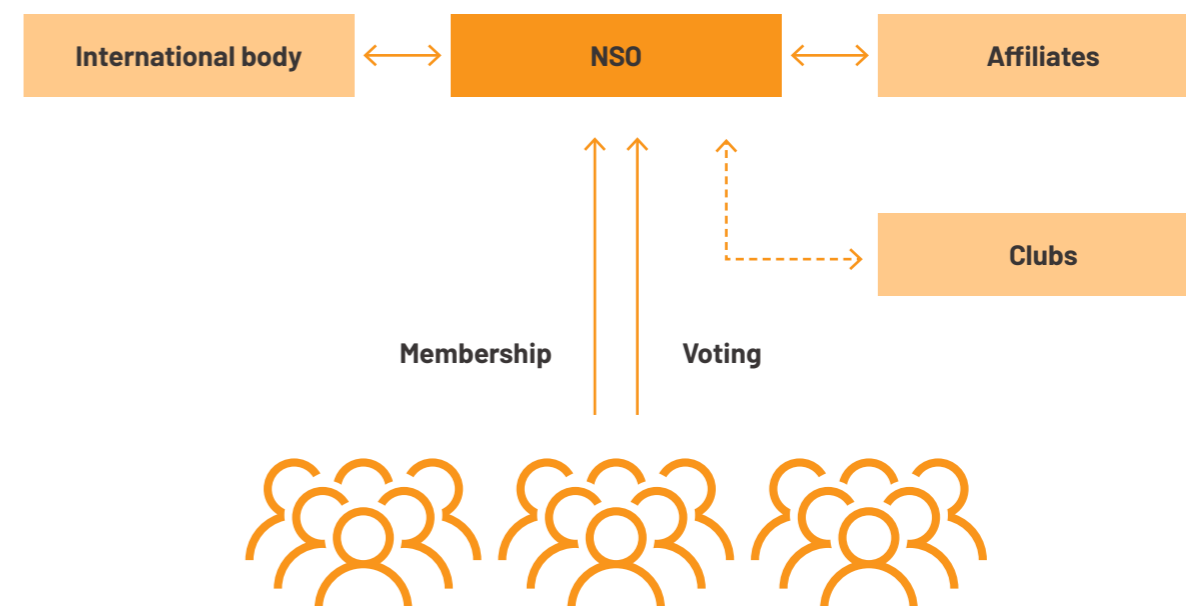 International body
NSO
Affiliates
Clubs
Membership
Voting